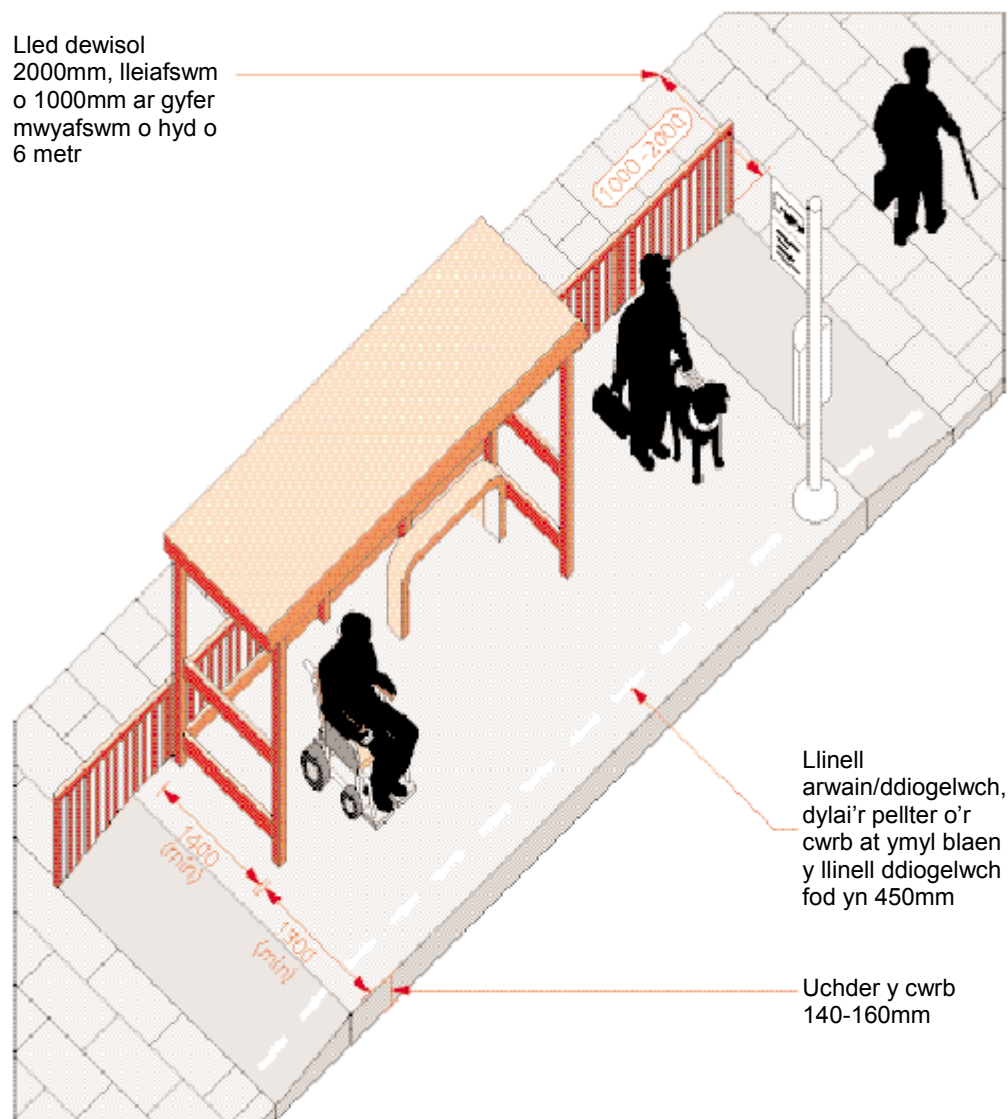 Lled dewisol
2000mm, lleiafswm
o 1000mm ar gyfer
mwyafswm o hyd o
6 metr
1000-2000
1400
(min)
1300
(min)
Llinell
arwain/ddiogelwch,
dylai'r pellter o'r
cwrb at ymyl blaen
y llinell ddiogelwch
fod yn 450mm
Uchder y cwrb
140-160mm